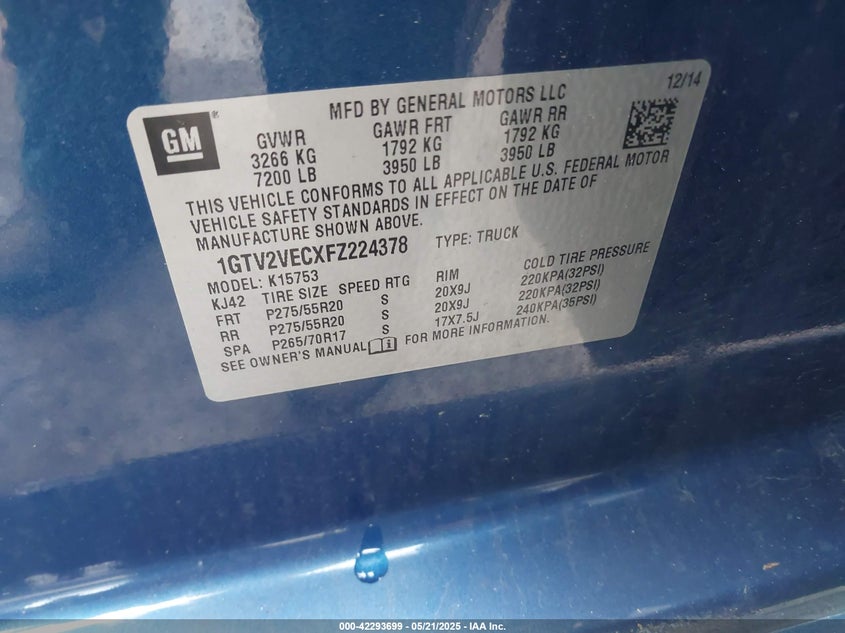 12/14
MFD BY GENERAL MOTORS LLC
GM
GVWR GAWR FRT GAWR RR
3266 KG 1792 KG 1792 KG
7200 LB 3950 LB 3950 LB
THIS VEHICLE CONFORMS TO ALL APPLICABLE U.S. FEDERAL MOTOR
VEHICLE SAFETY STANDARDS IN EFFECT ON THE DATE OF
MANUFACTURE SHOWN ABOVE.
1GTV2VECXFZ224378 TYPE: TRUCK
MODEL: K15753
KJ42 TIRE SIZE SPEED RTG RIM COLD TIRE PRESSURE
FRT P275/55R20 S 20X9J 220KPA(32PSI)
RR P275/55R20 S 20X9J 220KPA(32PSI)
SPA P265/70R17 S 17X7.5J 240KPA(35PSI)
SEE OWNER'S MANUAL FOR MORE INFORMATION.
000-42293699 - 05/21/2025 - IAA Inc.